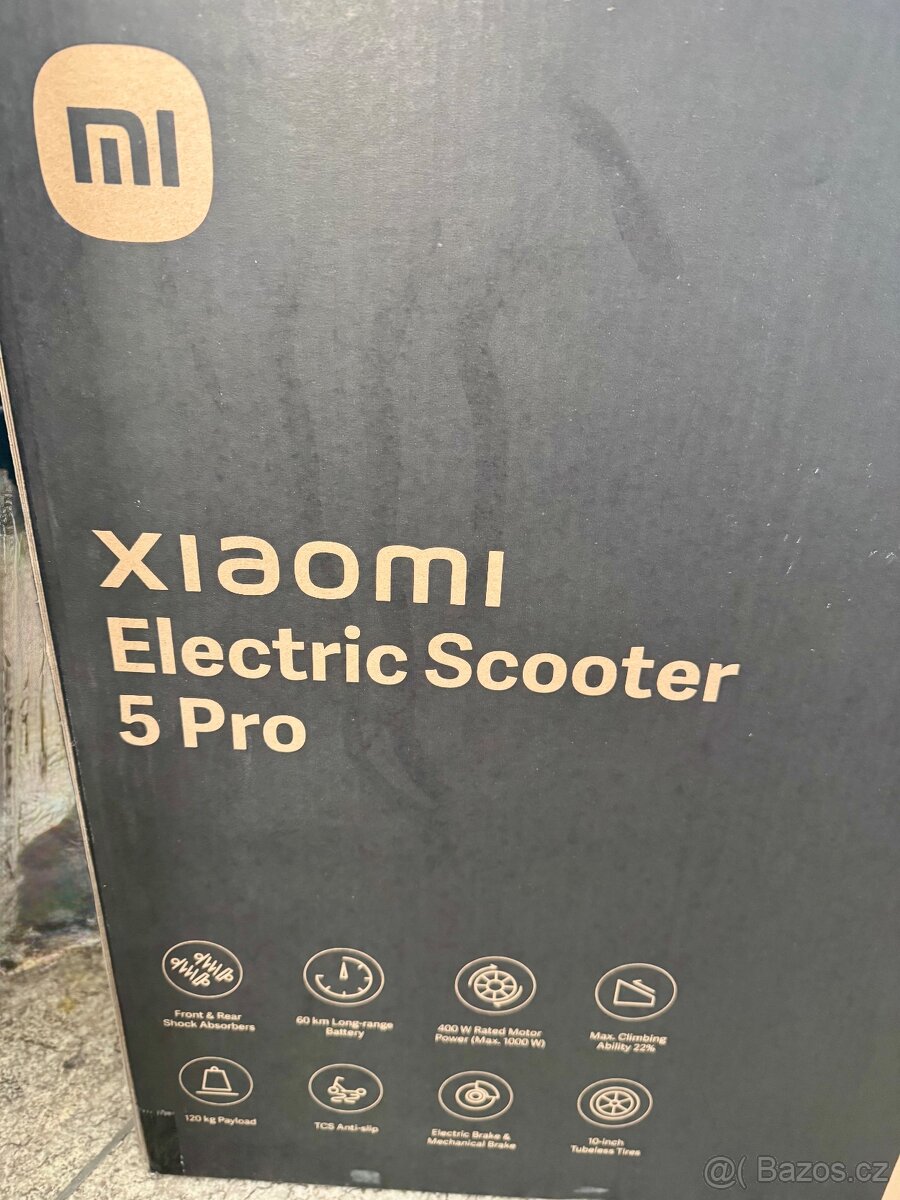 mi
xiaomi
Electric Scooter
5 Pro
Front & Rear
Shock Absorbers
60 km Long-range
Battery
400 W Rated Motor
Power (Max. 1000 W)
Max. Climbing
Ability 22%
120 kg Payload
TCS Anti-slip
Electric Brake &
Mechanical Brake
10-inch
Tubeless Tires
@( Bazos.cz